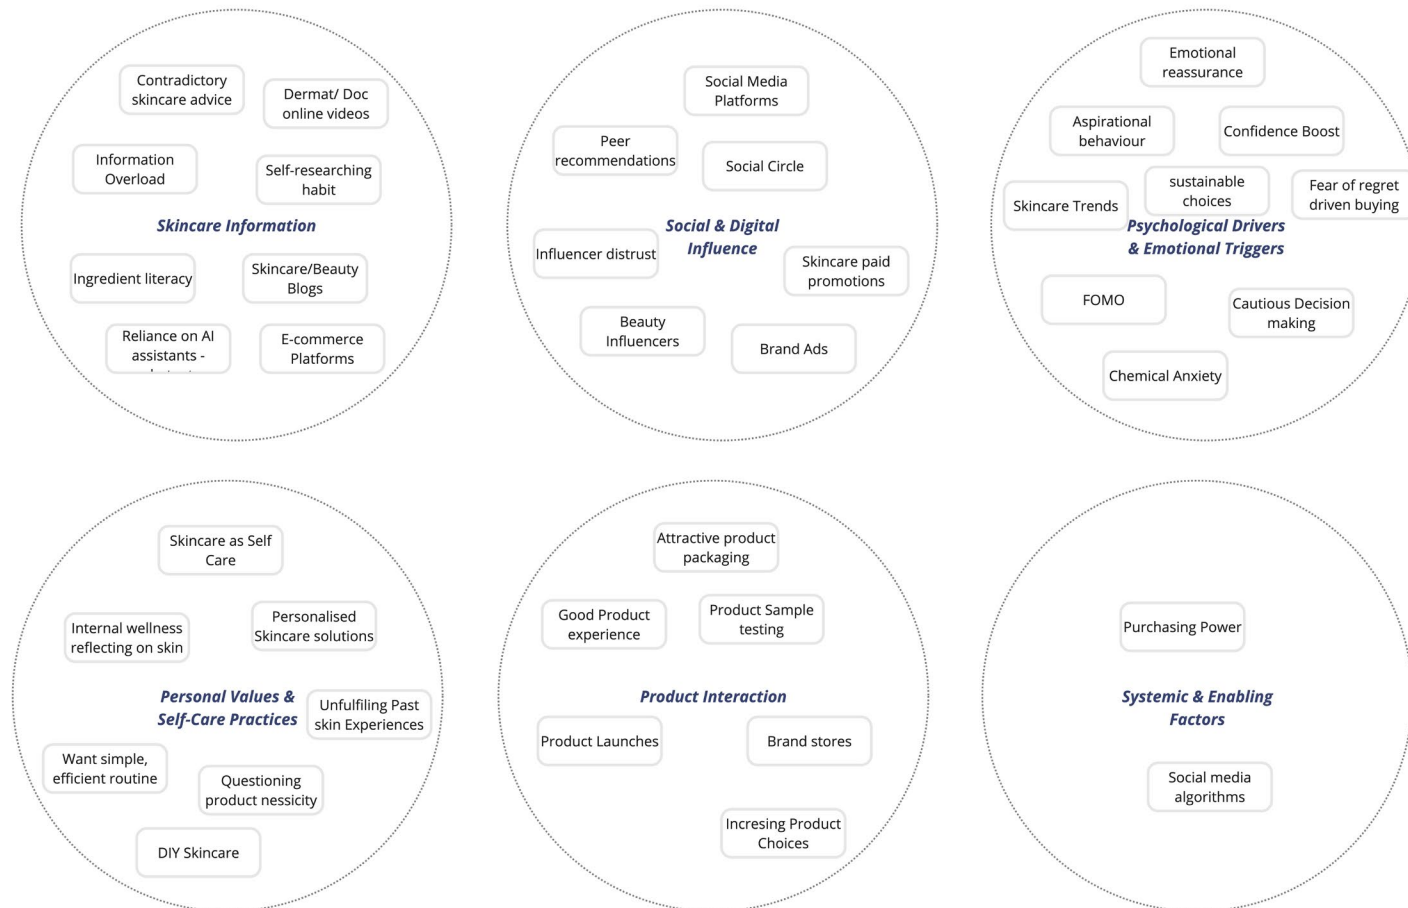 Contradictory
skincare advice
Dermat/ Doc
online videos
Information
Overload
Self-researching
habit
Skincare Information
Ingredient literacy
Skincare/Beauty
Blogs
Reliance on AI
assistants -
E-commerce
Platforms
Social Media
Platforms
Peer
recommendations
Social Circle
Social & Digital
Influence
Influencer distrust
Skincare paid
promotions
Beauty
Influencers
Brand Ads
Emotional
reassurance
Aspirational
behaviour
Confidence Boost
sustainable
choices
Fear of regret
driven buying
Skincare Trends
Psychological Drivers
& Emotional Triggers
FOMO
Cautious Decision
making
Chemical Anxiety
Skincare as Self
Care
Internal wellness
reflecting on skin
Personalised
Skincare solutions
Personal Values &
Self-Care Practices
Unfulfiling Past
skin Experiences
Want simple,
efficient routine
Questioning
product nessicity
DIY Skincare
Attractive product
packaging
Good Product
experience
Product Sample
testing
Product Interaction
Product Launches
Brand stores
Incresing Product
Choices
Purchasing Power
Systemic & Enabling
Factors
Social media
algorithms